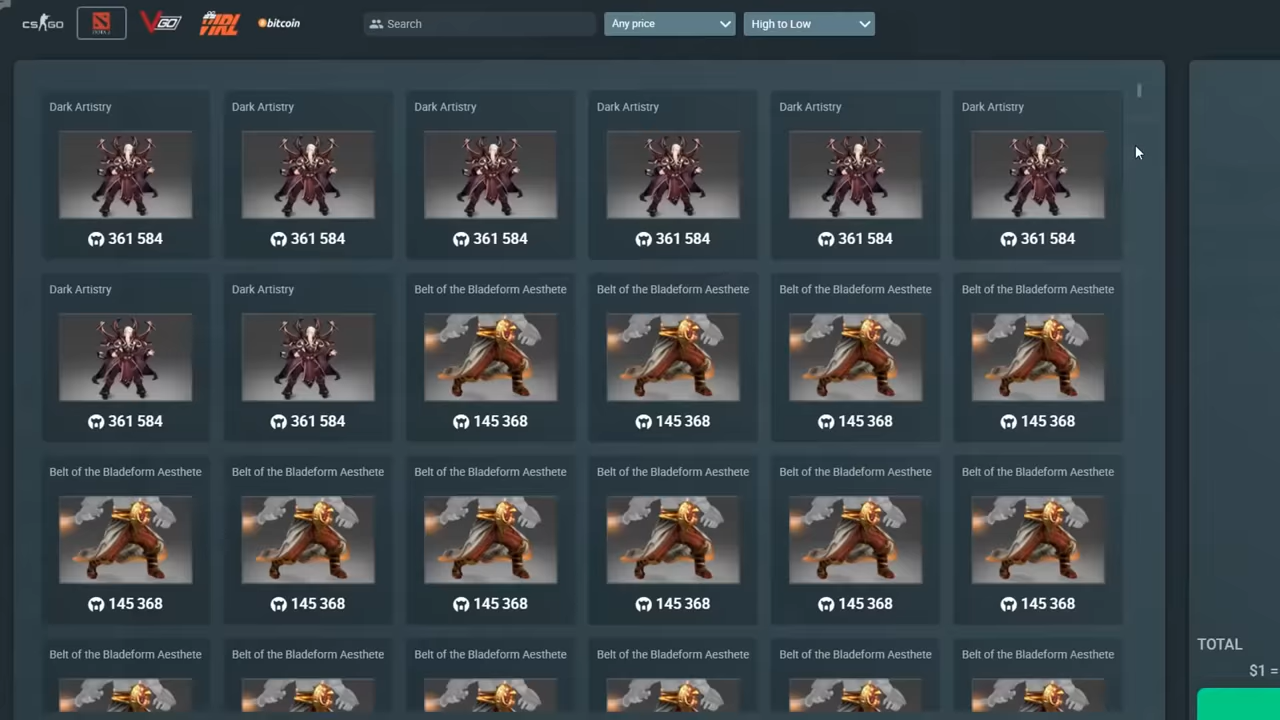 CS GO VGO VIRL bitcoin Search Any price High to Low
Dark Artistry Dark Artistry Dark Artistry Dark Artistry Dark Artistry Dark Artistry
361 584 361 584 361 584 361 584 361 584 361 584
Dark Artistry Dark Artistry Belt of the Bladeform Aesthete Belt of the Bladeform Aesthete Belt of the Bladeform Aesthete Belt of the Bladeform Aesthete
361 584 361 584 145 368 145 368 145 368 145 368
Belt of the Bladeform Aesthete Belt of the Bladeform Aesthete Belt of the Bladeform Aesthete Belt of the Bladeform Aesthete Belt of the Bladeform Aesthete Belt of the Bladeform Aesthete
145 368 145 368 145 368 145 368 145 368 145 368
Belt of the Bladeform Aesthete Belt of the Bladeform Aesthete Belt of the Bladeform Aesthete Belt of the Bladeform Aesthete Belt of the Bladeform Aesthete Belt of the Bladeform Aesthete
TOTAL
$1 =